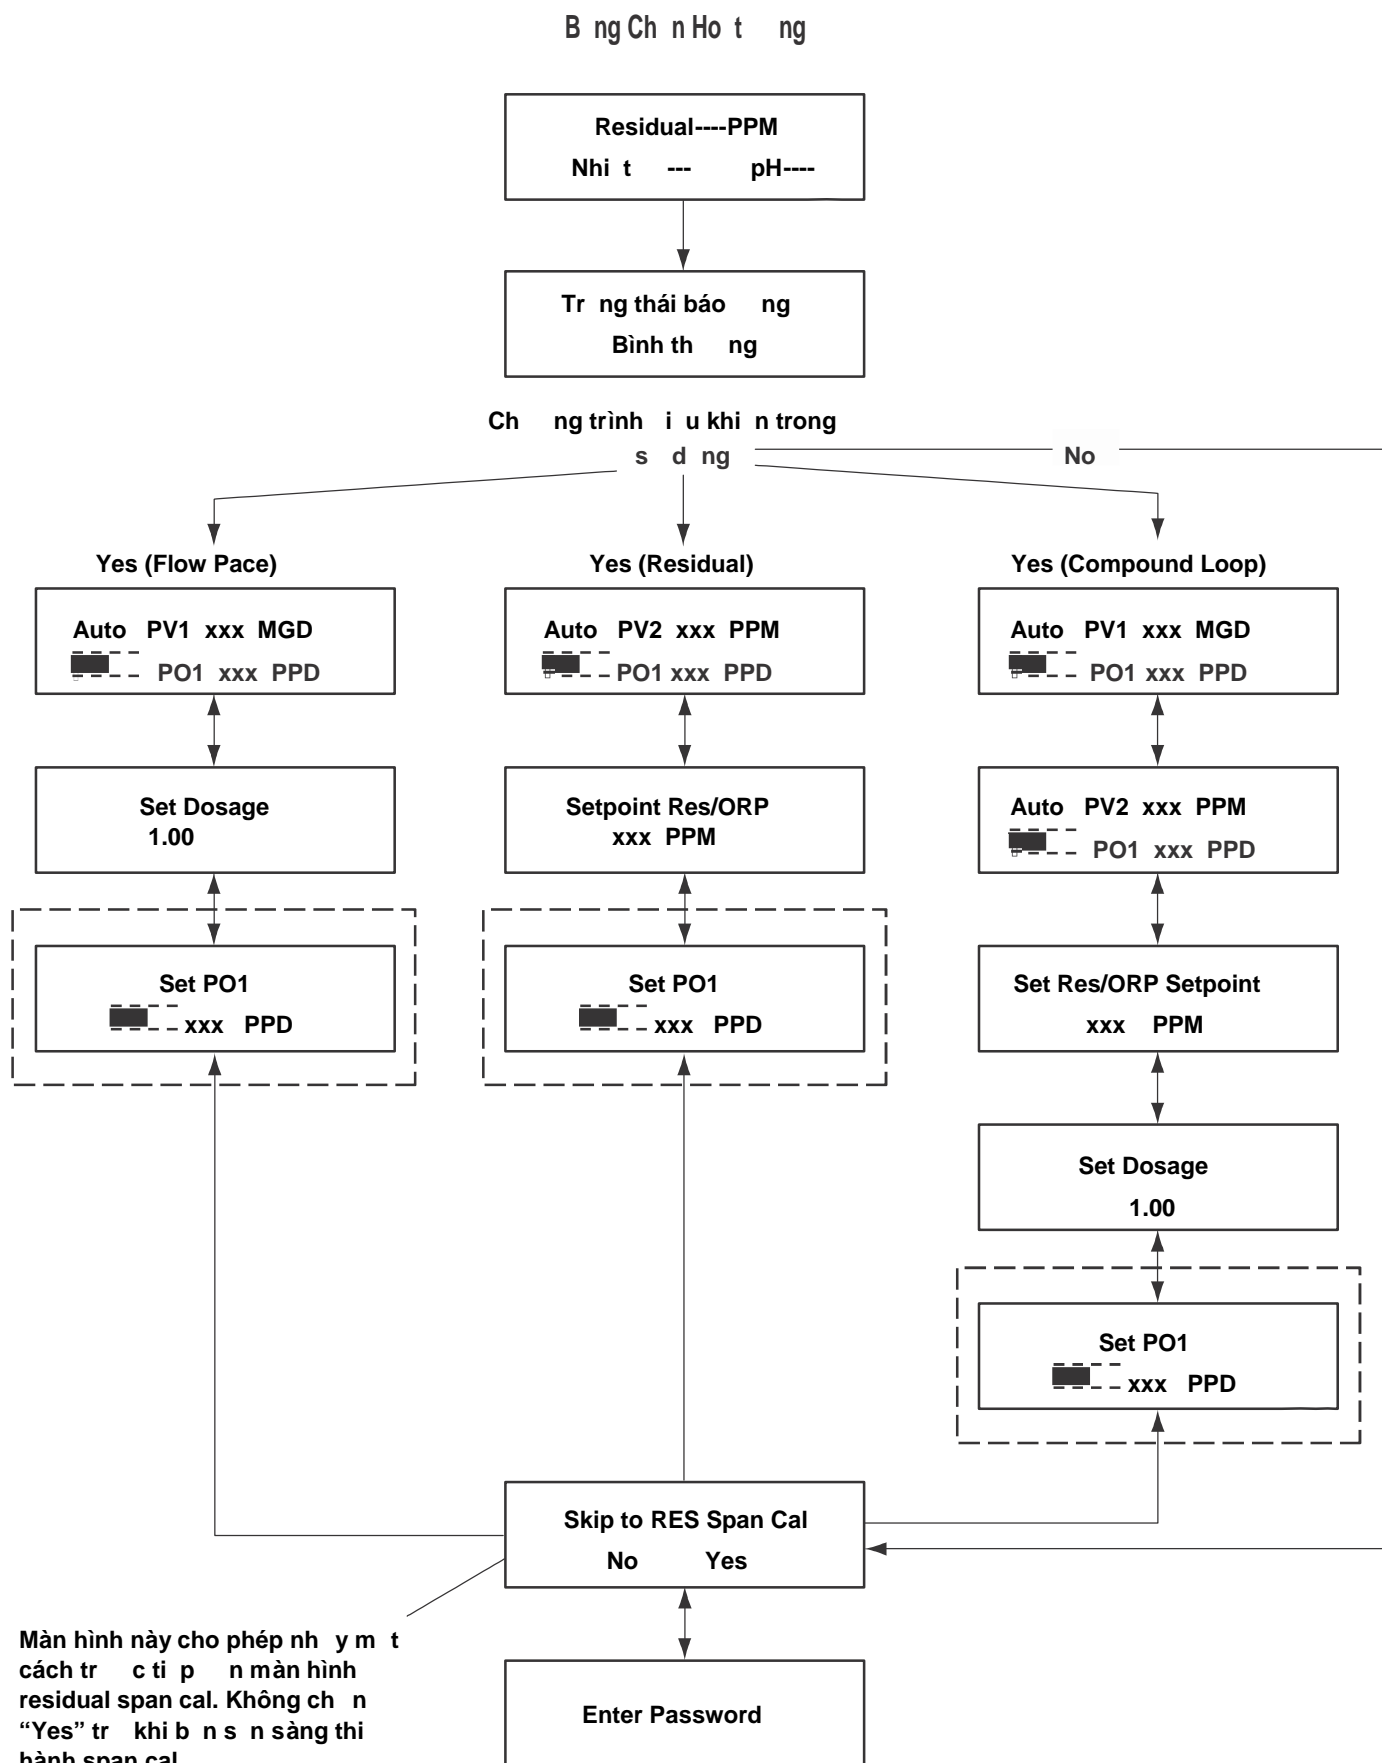 B ng Ch n Ho t ng
Residual----PPM
Nhi t --- pH----
Tr ng thái báo ng
Bình th ng
Ch ng trình i u khi n trong
s d ng
No
Yes (Flow Pace)
Yes (Residual)
Yes (Compound Loop)
Auto PV1 xxx MGD
PO1 xxx PPD
Auto PV2 xxx PPM
PO1 xxx PPD
Auto PV1 xxx MGD
PO1 xxx PPD
Set Dosage
1.00
Setpoint Res/ORP
xxx PPM
Auto PV2 xxx PPM
PO1 xxx PPD
Set PO1
xxx PPD
Set PO1
xxx PPD
Set Res/ORP Setpoint
xxx PPM
Set Dosage
1.00
Set PO1
xxx PPD
Skip to RES Span Cal
No Yes
Màn hình này cho phép nh y m t
cách tr c ti p n màn hình
residual span cal. Không ch n
“Yes” tr khi b n s n sàng thi
hành span cal
Enter Password